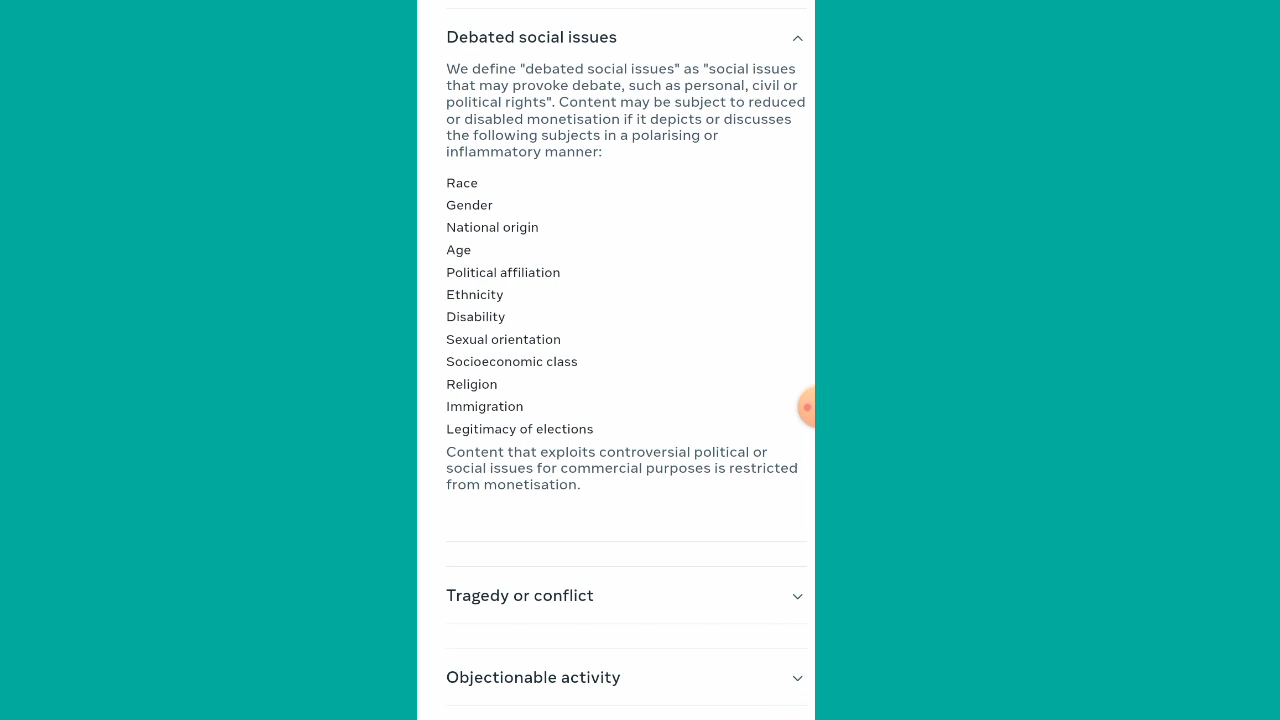 Debated social issues
We define "debated social issues" as "social issues
that may provoke debate, such as personal, civil or
political rights". Content may be subject to reduced
or disabled monetisation if it depicts or discusses
the following subjects in a polarising or
inflammatory manner:
Race
Gender
National origin
Age
Political affiliation
Ethnicity
Disability
Sexual orientation
Socioeconomic class
Religion
Immigration
Legitimacy of elections
Content that exploits controversial political or
social issues for commercial purposes is restricted
from monetisation.
Tragedy or conflict
Objectionable activity